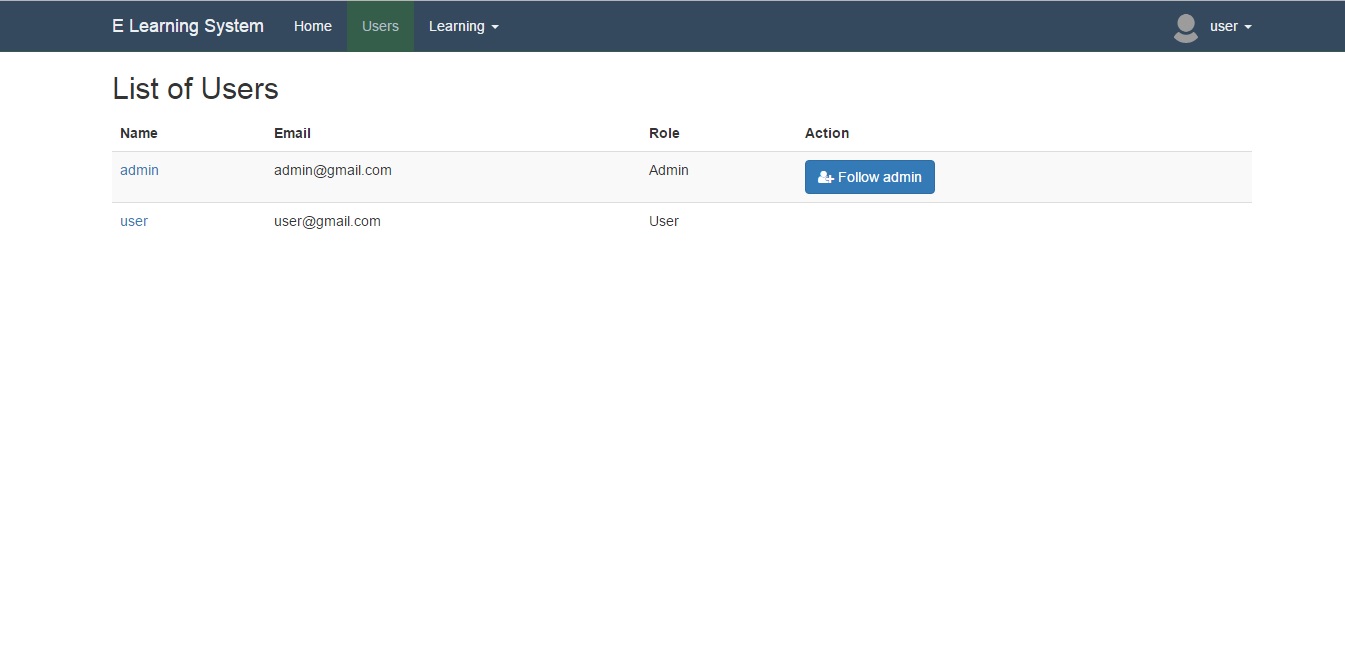 E Learning System Home Users Learning user
List of Users
Name Email Role Action
admin admin@gmail.com Admin Follow admin
user user@gmail.com User